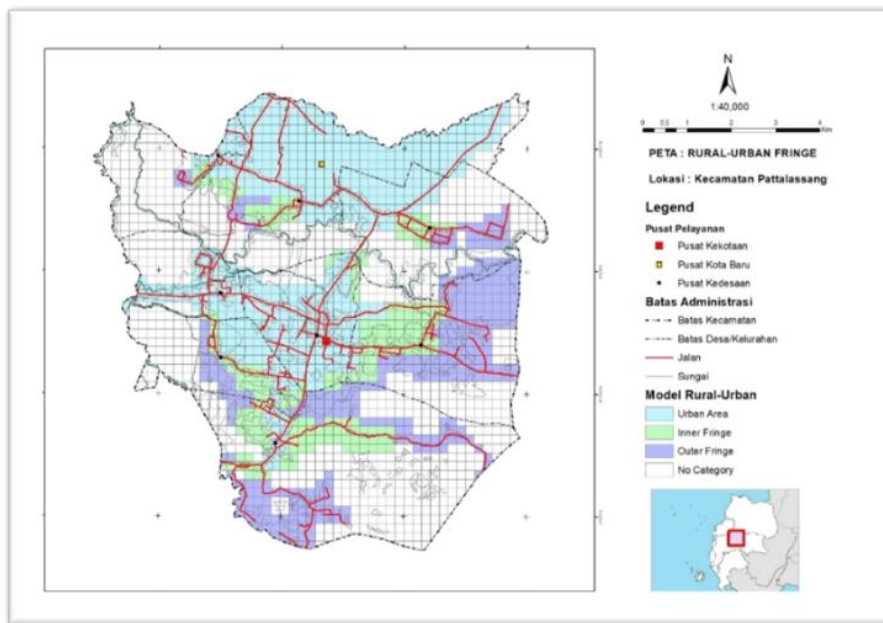 N
1:40,000
0 0.5 1 2 3 4
Km
PETA : RURAL-URBAN FRINGE
Lokasi : Kecamatan Pattalassang
Legend
Pusat Pelayanan
Pusat Kekotaan
Pusat Kota Baru
Pusat Kedesaan
Batas Administrasi
Batas Kecamatan
Batas Desa/Kelurahan
Jalan
Sungai
Model Rural-Urban
Urban Area
Inner Fringe
Outer Fringe
No Category